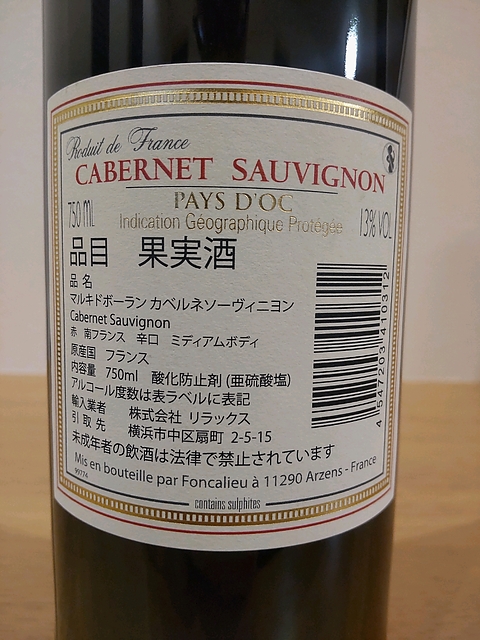 Produit de France
CABERNET SAUVIGNON
PAYS D'OC
750 ML
Indication Géographique Protégée
13% VOL
品目 果実酒
品 名
マルキドボーラン カベルネソーヴィニヨン
Cabernet Sauvignon
赤 南フランス 辛口 ミディアムボディ
原産国 フランス
内容量 750ml 酸化防止剤 (亜硫酸塩)
アルコール度数は表ラベルに表記
輸入業者 株式会社 リラックス
引 取 先 横浜市中区扇町 2-5-15
未成年者の飲酒は法律で禁止されています
Mis en bouteille par Foncalieu à 11290 Arzens - France
99774
contains sulphites
4 547203 410312